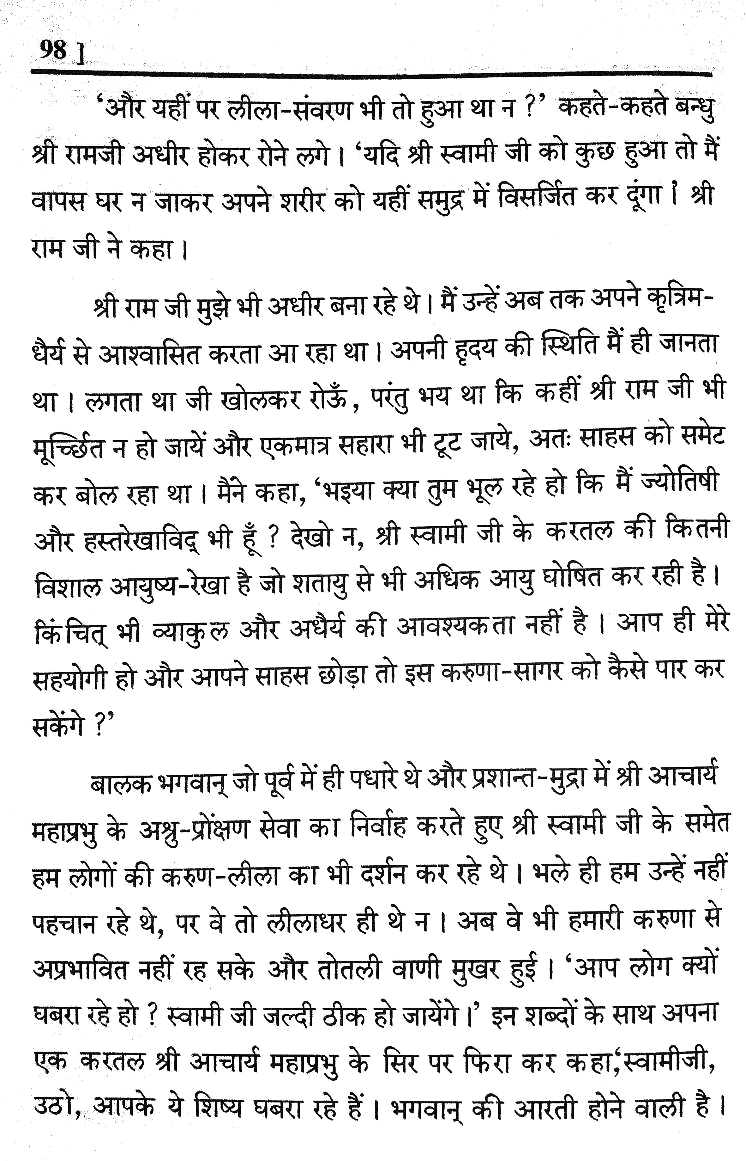 98 ]
‘और यहीं पर लीला-संवरण भी तो हुआ था न ?’ कहते-कहते बन्धु
श्री रामजी अधीर होकर रोने लगे । ‘यदि श्री स्वामी जी को कुछ हुआ तो मैं
वापस घर न जाकर अपने शरीर को यहीं समुद्र में विसर्जित कर दूंगा । श्री
राम जी ने कहा ।
श्री राम जी मुझे भी अधीर बना रहे थे । मैं उन्हें अब तक अपने कृत्रिम-
धैर्य से आश्वासित करता आ रहा था । अपनी हृदय की स्थिति मैं ही जानता
था । लगता था जी खोलकर रोऊँ, परंतु भय था कि कहीं श्री राम जी भी
मूर्च्छित न हो जायें और एकमात्र सहारा भी टूट जाये, अतः साहस को समेट
कर बोल रहा था । मैंने कहा, ‘भइया क्या तुम भूल रहे हो कि मैं ज्योतिषी
और हस्तरेखाविद् भी हूँ ? देखो न, श्री स्वामी जी के करतल की कितनी
विशाल आयुष्य-रेखा है जो शतायु से भी अधिक आयु घोषित कर रही है ।
किंचित् भी व्याकुल और अधैर्य की आवश्यकता नहीं है । आप ही मेरे
सहयोगी हो और आपने साहस छोड़ा तो इस करुणा-सागर को कैसे पार कर
सकेंगे ?’
बालक भगवान् जो पूर्व में ही पधारे थे और प्रशान्त-मुद्रा में श्री आचार्य
महाप्रभु के अश्रु-प्रोंक्षण सेवा का निर्वाह करते हुए श्री स्वामी जी के समेत
हम लोगों की करुण-लीला का भी दर्शन कर रहे थे । भले ही हम उन्हें नहीं
पहचान रहे थे, पर वे तो लीलाधर ही थे न । अब वे भी हमारी करुणा से
अप्रभावित नहीं रह सके और तोतली वाणी मुखर हुई । ‘आप लोग क्यों
घबरा रहे हो ? स्वामी जी जल्दी ठीक हो जायेंगे ।’ इन शब्दों के साथ अपना
एक करतल श्री आचार्य महाप्रभु के सिर पर फिरा कर कहा,‘स्वामीजी,
उठो, आपके ये शिष्य घबरा रहे हैं । भगवान् की आरती होने वाली है ।